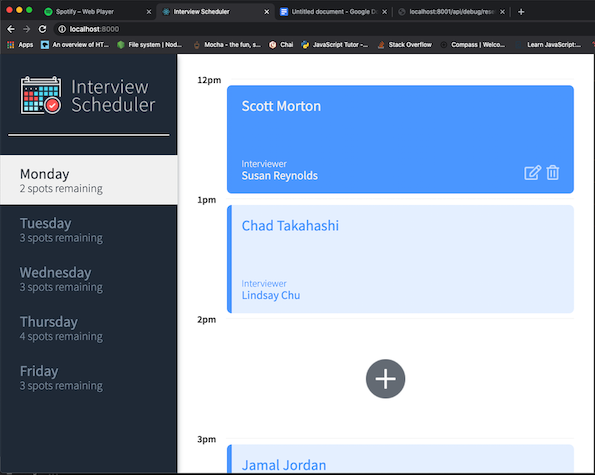 Spotify – Web Player
Interview Scheduler
Untitled document - Google D
localhost:8001/api/debug/rese
localhost:8000
Apps
An overview of HT...
File system | Nod...
Mocha - the fun, s...
Chai
JavaScript Tutor -...
Stack Overflow
Compass | Welco...
Learn JavaScript:...
Interview
Scheduler
Monday
2 spots remaining
Tuesday
3 spots remaining
Wednesday
3 spots remaining
Thursday
4 spots remaining
Friday
3 spots remaining
12pm
Scott Morton
Interviewer
Susan Reynolds
1pm
Chad Takahashi
Interviewer
Lindsay Chu
2pm
3pm
Jamal Jordan